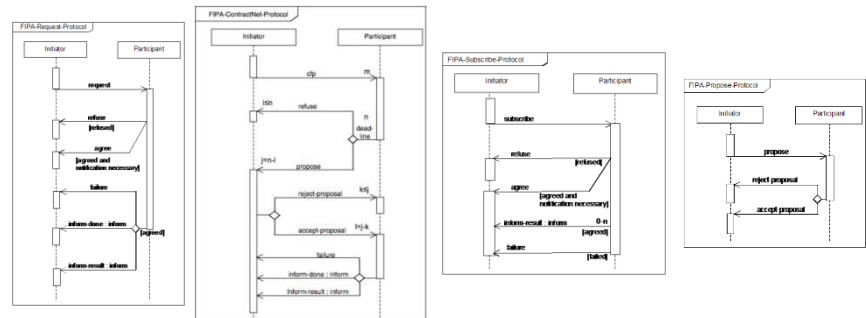 FIPA-Request-Protocol
Initiator
Participant
request
refuse
[refused]
agree
[agreed and
notification necessary]
failure
inform-done : inform
[agreed]
inform-result : inform
FIPA-ContractNet-Protocol
Initiator
Participant
cfp
m
i≤n
refuse
n
dead-
line
j=n-i
propose
reject-proposal
k≤j
accept-proposal
l=j-k
failure
inform-done : inform
inform-result : inform
FIPA-Subscribe-Protocol
Initiator
Participant
subscribe
refuse
[refused]
agree
[agreed and
notification necessary]
inform-result : inform
0-n
[agreed]
failure
[failed]
FIPA-Propose-Protocol
Initiator
Participant
propose
reject-proposal
accept-proposal